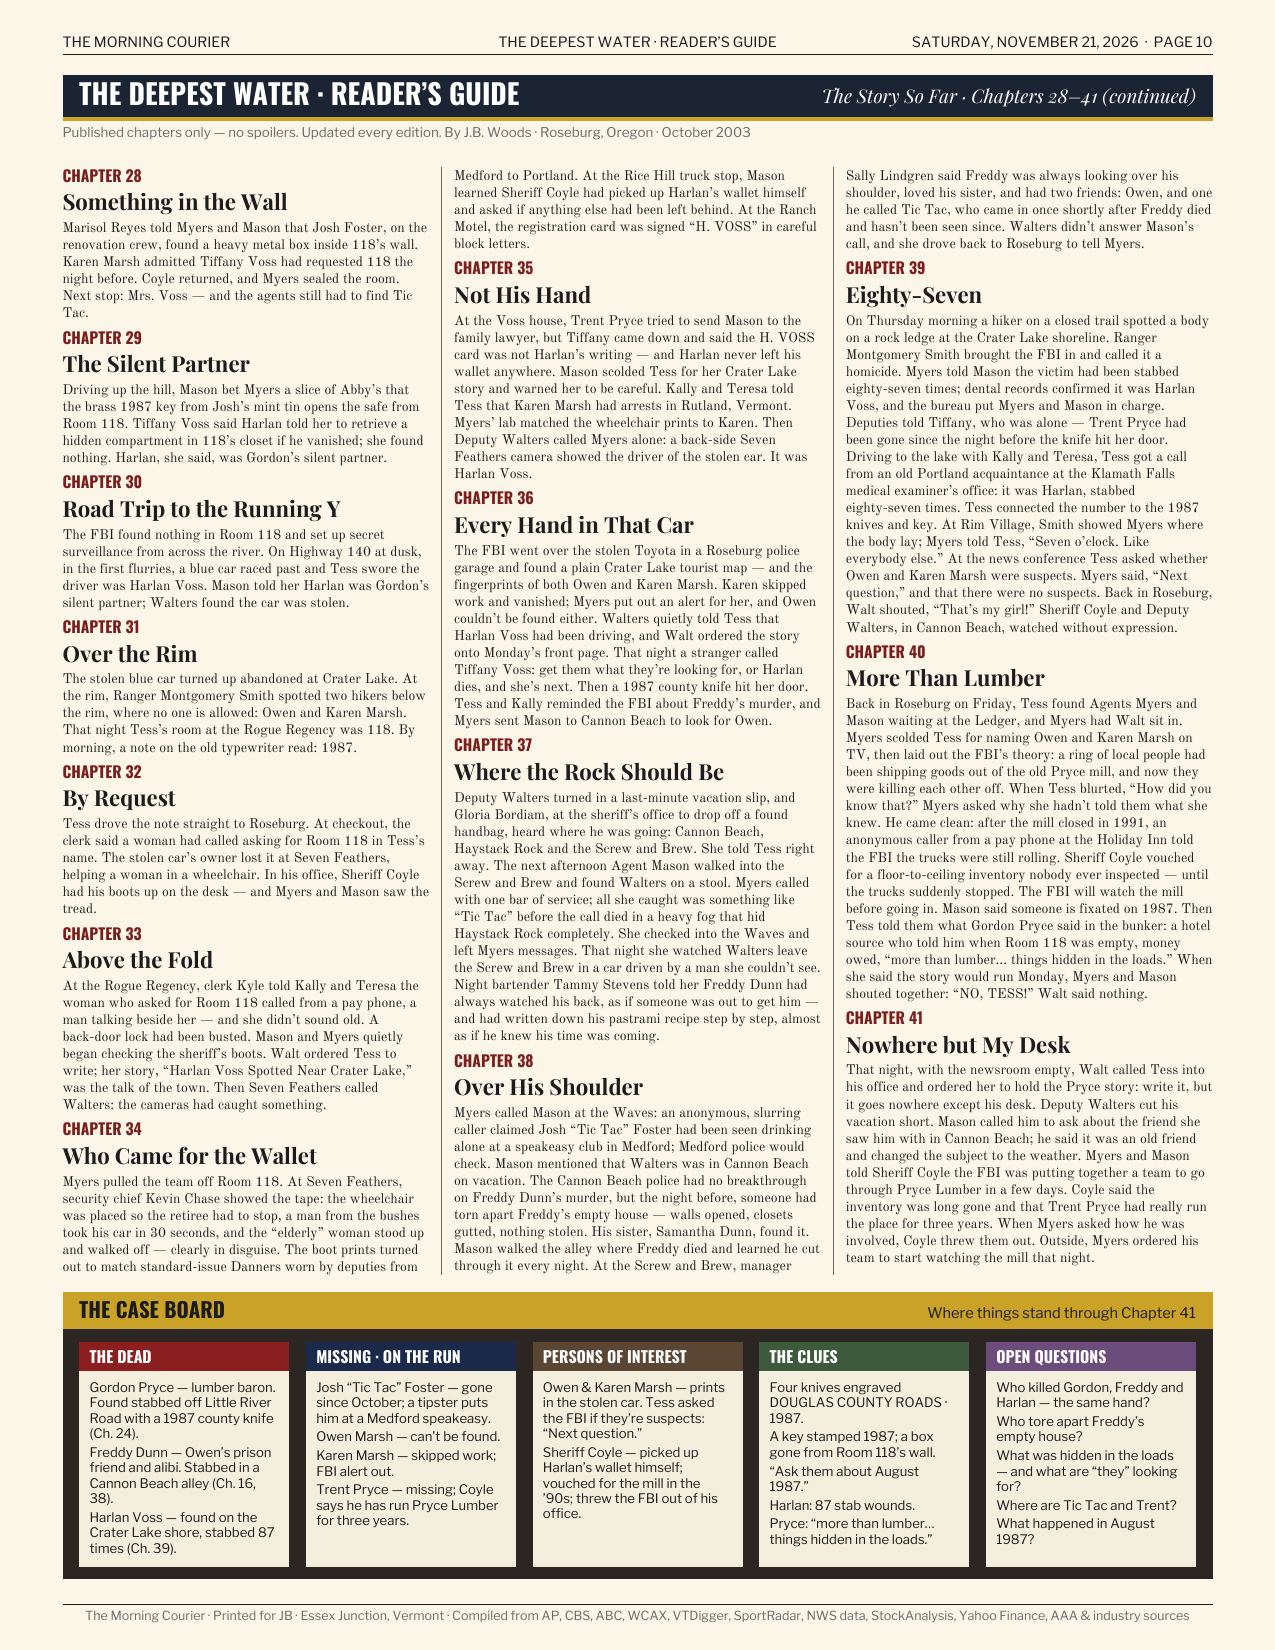 THE MORNING COURIER
THE DEEPEST WATER · READER’S GUIDE
SATURDAY, NOVEMBER 21, 2026 · PAGE 10
THE DEEPEST WATER · READER’S GUIDE
The Story So Far · Chapters 28–41 (continued)
Published chapters only — no spoilers. Updated every edition. By J.B. Woods · Roseburg, Oregon · October 2003
CHAPTER 28
Something in the Wall
Marisol Reyes told Myers and Mason that Josh Foster, on the
renovation crew, found a heavy metal box inside 118’s wall.
Karen Marsh admitted Tiffany Voss had requested 118 the
night before. Coyle returned, and Myers sealed the room.
Next stop: Mrs. Voss — and the agents still had to find Tic
Tac.
CHAPTER 29
The Silent Partner
Driving up the hill, Mason bet Myers a slice of Abby’s that
the brass 1987 key from Josh’s mint tin opens the safe from
Room 118. Tiffany Voss said Harlan told her to retrieve a
hidden compartment in 118’s closet if he vanished; she found
nothing. Harlan, she said, was Gordon’s silent partner.
CHAPTER 30
Road Trip to the Running Y
The FBI found nothing in Room 118 and set up secret
surveillance from across the river. On Highway 140 at dusk,
in the first flurries, a blue car raced past and Tess swore the
driver was Harlan Voss. Mason told her Harlan was Gordon’s
silent partner; Walters found the car was stolen.
CHAPTER 31
Over the Rim
The stolen blue car turned up abandoned at Crater Lake. At
the rim, Ranger Montgomery Smith spotted two hikers below
the rim, where no one is allowed: Owen and Karen Marsh.
That night Tess’s room at the Rogue Regency was 118. By
morning, a note on the old typewriter read: 1987.
CHAPTER 32
By Request
Tess drove the note straight to Roseburg. At checkout, the
clerk said a woman had called asking for Room 118 in Tess’s
name. The stolen car’s owner lost it at Seven Feathers,
helping a woman in a wheelchair. In his office, Sheriff Coyle
had his boots up on the desk — and Myers and Mason saw the
tread.
CHAPTER 33
Above the Fold
At the Rogue Regency, clerk Kyle told Kally and Teresa the
woman who asked for Room 118 called from a pay phone, a
man talking beside her — and she didn’t sound old. A
back-door lock had been busted. Mason and Myers quietly
began checking the sheriff’s boots. Walt ordered Tess to
write; her story, “Harlan Voss Spotted Near Crater Lake,”
was the talk of the town. Then Seven Feathers called
Walters: the cameras had caught something.
CHAPTER 34
Who Came for the Wallet
Myers pulled the team off Room 118. At Seven Feathers,
security chief Kevin Chase showed the tape: the wheelchair
was placed so the retiree had to stop, a man from the bushes
took his car in 30 seconds, and the “elderly” woman stood up
and walked off — clearly in disguise. The boot prints turned
out to match standard-issue Danners worn by deputies from
Medford to Portland. At the Rice Hill truck stop, Mason
learned Sheriff Coyle had picked up Harlan’s wallet himself
and asked if anything else had been left behind. At the Ranch
Motel, the registration card was signed “H. VOSS” in careful
block letters.
CHAPTER 35
Not His Hand
At the Voss house, Trent Pryce tried to send Mason to the
family lawyer, but Tiffany came down and said the H. VOSS
card was not Harlan’s writing — and Harlan never left his
wallet anywhere. Mason scolded Tess for her Crater Lake
story and warned her to be careful. Kally and Teresa told
Tess that Karen Marsh had arrests in Rutland, Vermont.
Myers’ lab matched the wheelchair prints to Karen. Then
Deputy Walters called Myers alone: a back-side Seven
Feathers camera showed the driver of the stolen car. It was
Harlan Voss.
CHAPTER 36
Every Hand in That Car
The FBI went over the stolen Toyota in a Roseburg police
garage and found a plain Crater Lake tourist map — and the
fingerprints of both Owen and Karen Marsh. Karen skipped
work and vanished; Myers put out an alert for her, and Owen
couldn’t be found either. Walters quietly told Tess that
Harlan Voss had been driving, and Walt ordered the story
onto Monday’s front page. That night a stranger called
Tiffany Voss: get them what they’re looking for, or Harlan
dies, and she’s next. Then a 1987 county knife hit her door.
Tess and Kally reminded the FBI about Freddy’s murder, and
Myers sent Mason to Cannon Beach to look for Owen.
CHAPTER 37
Where the Rock Should Be
Deputy Walters turned in a last-minute vacation slip, and
Gloria Bordiam, at the sheriff’s office to drop off a found
handbag, heard where he was going: Cannon Beach,
Haystack Rock and the Screw and Brew. She told Tess right
away. The next afternoon Agent Mason walked into the
Screw and Brew and found Walters on a stool. Myers called
with one bar of service; all she caught was something like
“Tic Tac” before the call died in a heavy fog that hid
Haystack Rock completely. She checked into the Waves and
left Myers messages. That night she watched Walters leave
the Screw and Brew in a car driven by a man she couldn’t see.
Night bartender Tammy Stevens told her Freddy Dunn had
always watched his back, as if someone was out to get him —
and had written down his pastrami recipe step by step, almost
as if he knew his time was coming.
CHAPTER 38
Over His Shoulder
Myers called Mason at the Waves: an anonymous, slurring
caller claimed Josh “Tic Tac” Foster had been seen drinking
alone at a speakeasy club in Medford; Medford police would
check. Mason mentioned that Walters was in Cannon Beach
on vacation. The Cannon Beach police had no breakthrough
on Freddy Dunn’s murder, but the night before, someone had
torn apart Freddy’s empty house — walls opened, closets
gutted, nothing stolen. His sister, Samantha Dunn, found it.
Mason walked the alley where Freddy died and learned he cut
through it every night. At the Screw and Brew, manager
Sally Lindgren said Freddy was always looking over his
shoulder, loved his sister, and had two friends: Owen, and one
he called Tic Tac, who came in once shortly after Freddy died
and hasn’t been seen since. Walters didn’t answer Mason’s
call, and she drove back to Roseburg to tell Myers.
CHAPTER 39
Eighty-Seven
On Thursday morning a hiker on a closed trail spotted a body
on a rock ledge at the Crater Lake shoreline. Ranger
Montgomery Smith brought the FBI in and called it a
homicide. Myers told Mason the victim had been stabbed
eighty-seven times; dental records confirmed it was Harlan
Voss, and the bureau put Myers and Mason in charge.
Deputies told Tiffany, who was alone — Trent Pryce had
been gone since the night before the knife hit her door.
Driving to the lake with Kally and Teresa, Tess got a call
from an old Portland acquaintance at the Klamath Falls
medical examiner’s office: it was Harlan, stabbed
eighty-seven times. Tess connected the number to the 1987
knives and key. At Rim Village, Smith showed Myers where
the body lay; Myers told Tess, “Seven o’clock. Like
everybody else.” At the news conference Tess asked whether
Owen and Karen Marsh were suspects. Myers said, “Next
question,” and that there were no suspects. Back in Roseburg,
Walt shouted, “That’s my girl!” Sheriff Coyle and Deputy
Walters, in Cannon Beach, watched without expression.
CHAPTER 40
More Than Lumber
Back in Roseburg on Friday, Tess found Agents Myers and
Mason waiting at the Ledger, and Myers had Walt sit in.
Myers scolded Tess for naming Owen and Karen Marsh on
TV, then laid out the FBI’s theory: a ring of local people had
been shipping goods out of the old Pryce mill, and now they
were killing each other off. When Tess blurted, “How did you
know that?” Myers asked why she hadn’t told them what she
knew. He came clean: after the mill closed in 1991, an
anonymous caller from a pay phone at the Holiday Inn told
the FBI the trucks were still rolling. Sheriff Coyle vouched
for a floor-to-ceiling inventory nobody ever inspected — until
the trucks suddenly stopped. The FBI will watch the mill
before going in. Mason said someone is fixated on 1987. Then
Tess told them what Gordon Pryce said in the bunker: a hotel
source who told him when Room 118 was empty, money
owed, “more than lumber... things hidden in the loads.” When
she said the story would run Monday, Myers and Mason
shouted together: “NO, TESS!” Walt said nothing.
CHAPTER 41
Nowhere but My Desk
That night, with the newsroom empty, Walt called Tess into
his office and ordered her to hold the Pryce story: write it, but
it goes nowhere except his desk. Deputy Walters cut his
vacation short. Mason called him to ask about the friend she
saw him with in Cannon Beach; he said it was an old friend
and changed the subject to the weather. Myers and Mason
told Sheriff Coyle the FBI was putting together a team to go
through Pryce Lumber in a few days. Coyle said the
inventory was long gone and that Trent Pryce had really run
the place for three years. When Myers asked how he was
involved, Coyle threw them out. Outside, Myers ordered his
team to start watching the mill that night.
THE CASE BOARD
Where things stand through Chapter 41
THE DEAD
Gordon Pryce — lumber baron.
Found stabbed off Little River
Road with a 1987 county knife
(Ch. 24).
Freddy Dunn — Owen’s prison
friend and alibi. Stabbed in a
Cannon Beach alley (Ch. 16,
38).
Harlan Voss — found on the
Crater Lake shore, stabbed 87
times (Ch. 39).
MISSING · ON THE RUN
Josh “Tic Tac” Foster — gone
since October; a tipster puts
him at a Medford speakeasy.
Owen Marsh — can’t be found.
Karen Marsh — skipped work;
FBI alert out.
Trent Pryce — missing; Coyle
says he has run Pryce Lumber
for three years.
PERSONS OF INTEREST
Owen & Karen Marsh — prints
in the stolen car. Tess asked
the FBI if they’re suspects:
“Next question.”
Sheriff Coyle — picked up
Harlan’s wallet himself;
vouched for the mill in the
’90s; threw the FBI out of his
office.
THE CLUES
Four knives engraved
DOUGLAS COUNTY ROADS ·
1987.
A key stamped 1987; a box
gone from Room 118’s wall.
“Ask them about August
1987.”
Harlan: 87 stab wounds.
Pryce: “more than lumber...
things hidden in the loads.”
OPEN QUESTIONS
Who killed Gordon, Freddy and
Harlan — the same hand?
Who tore apart Freddy’s
empty house?
What was hidden in the loads
— and what are “they” looking
for?
Where are Tic Tac and Trent?
What happened in August
1987?
The Morning Courier · Printed for JB · Essex Junction, Vermont · Compiled from AP, CBS, ABC, WCAX, VTDigger, SportRadar, NWS data, StockAnalysis, Yahoo Finance, AAA & industry sources